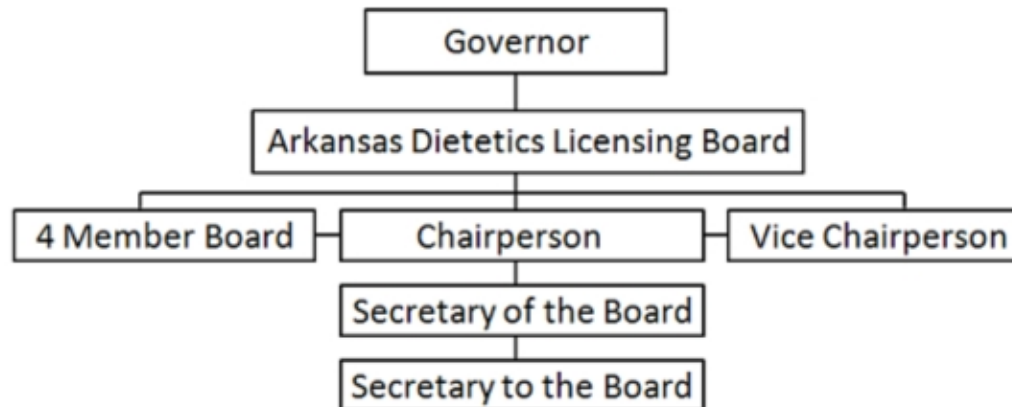 Governor
Arkansas Dietetics Licensing Board
4 Member Board
Chairperson
Vice Chairperson
Secretary of the Board
Secretary to the Board